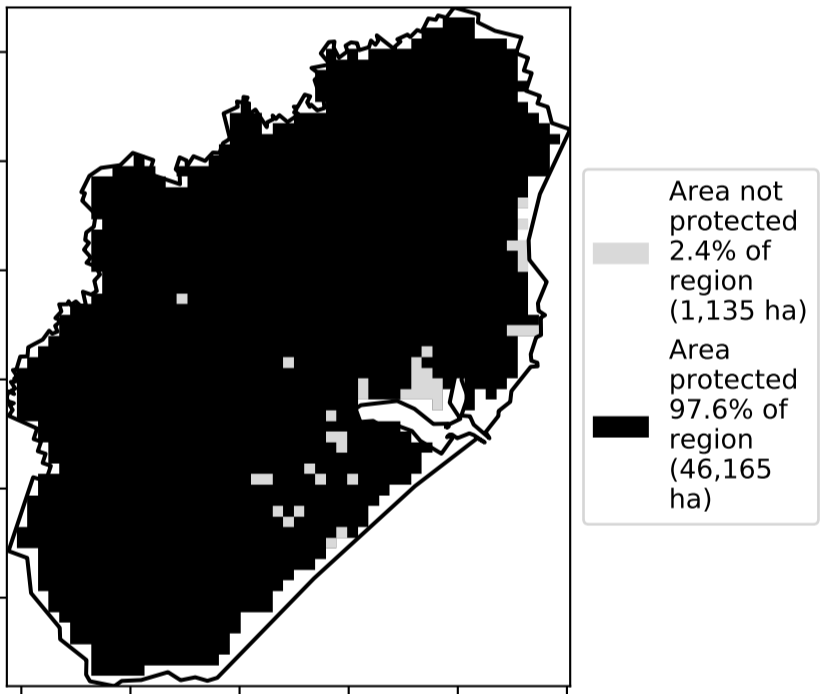 Area not
protected
2.4% of
region
(1,135 ha)
Area
protected
97.6% of
region
(46,165
ha)